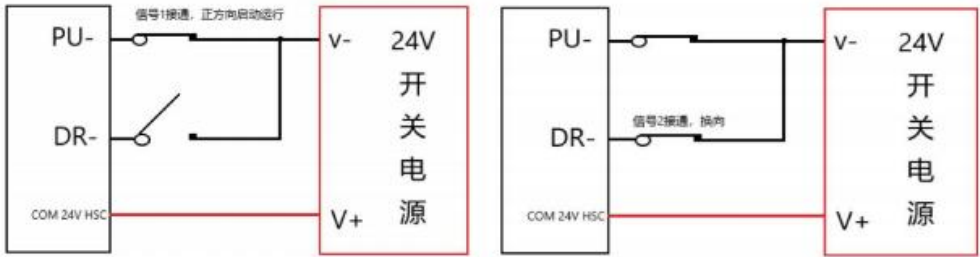 信号1接通，正方向启动运行
PU-
v-
24V
开
关
电
源
DR-
COM 24V HSC
V+
PU-
v-
24V
开
关
电
源
信号2接通，换向
DR-
COM 24V HSC
V+